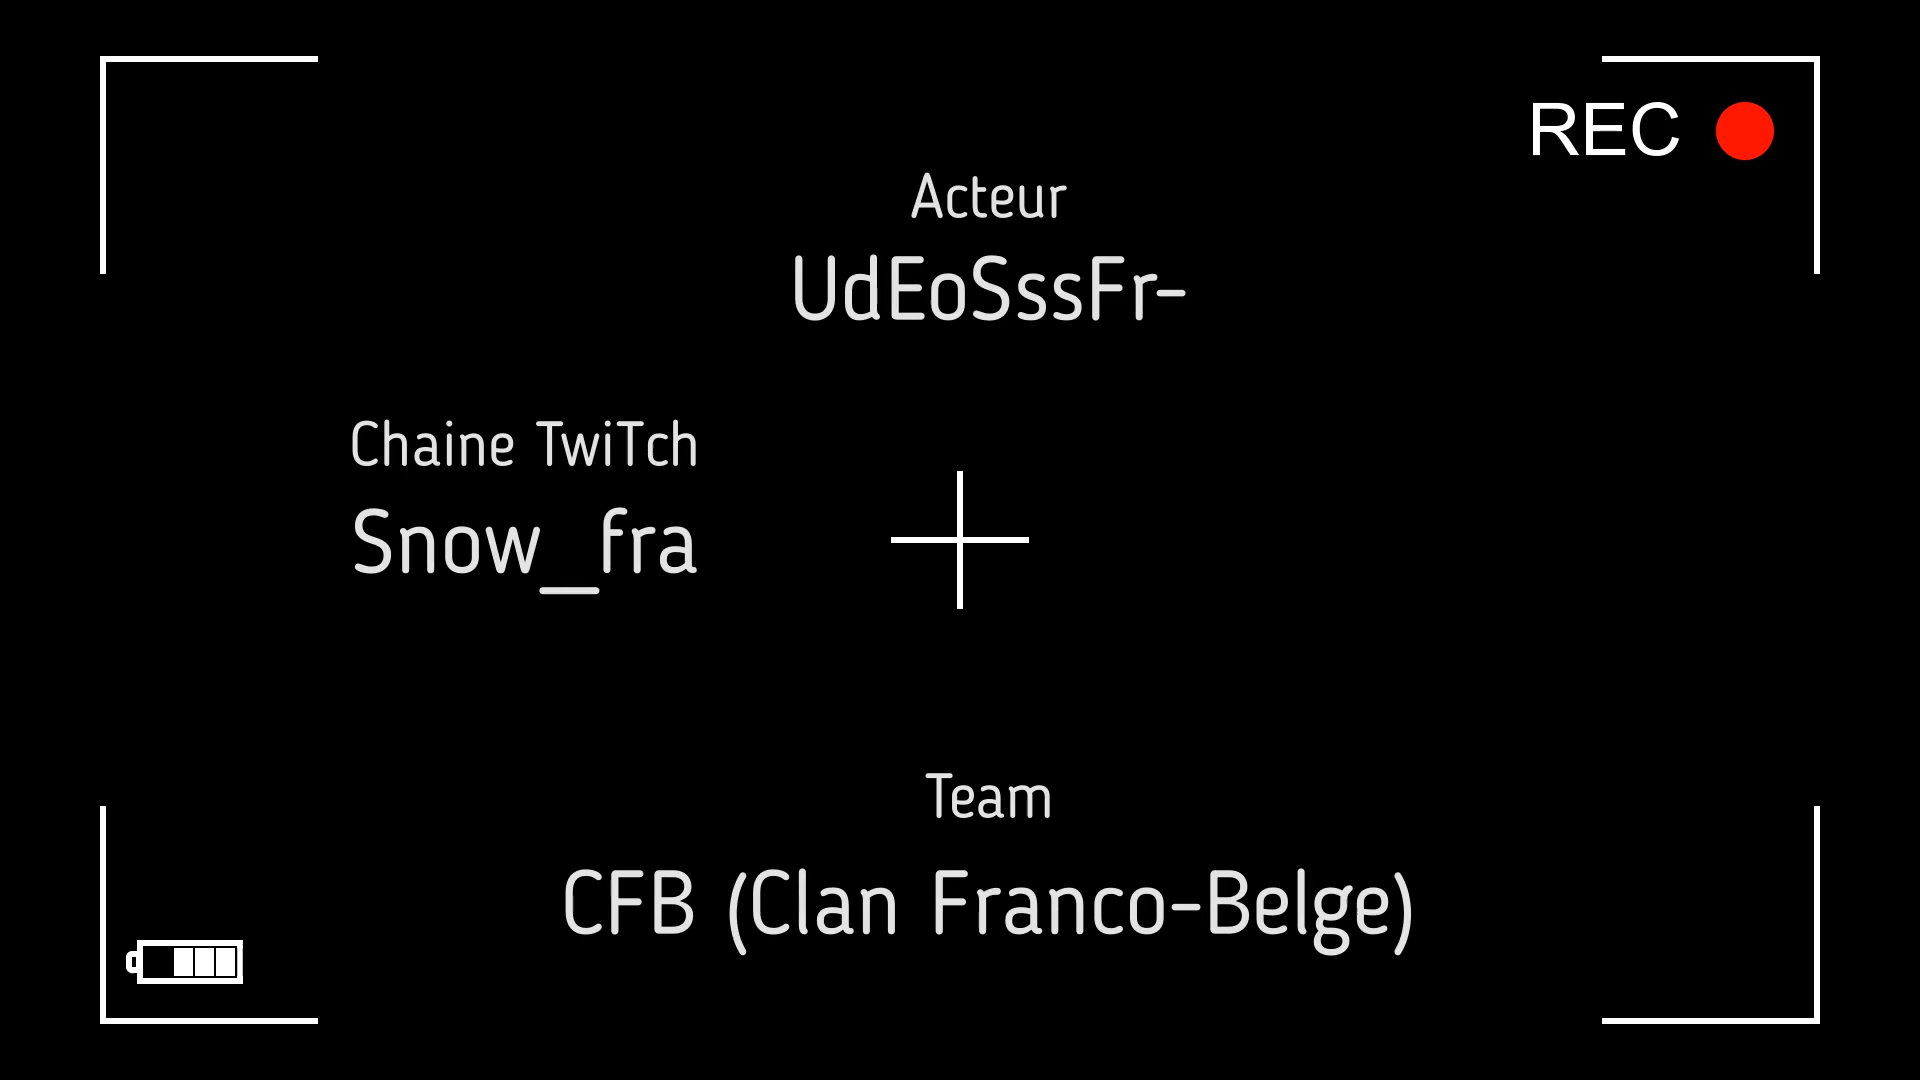 REC
Acteur
UdEoSssFr-
Chaine TwiTch
Snow_fra
Team
CFB (Clan Franco-Belge)